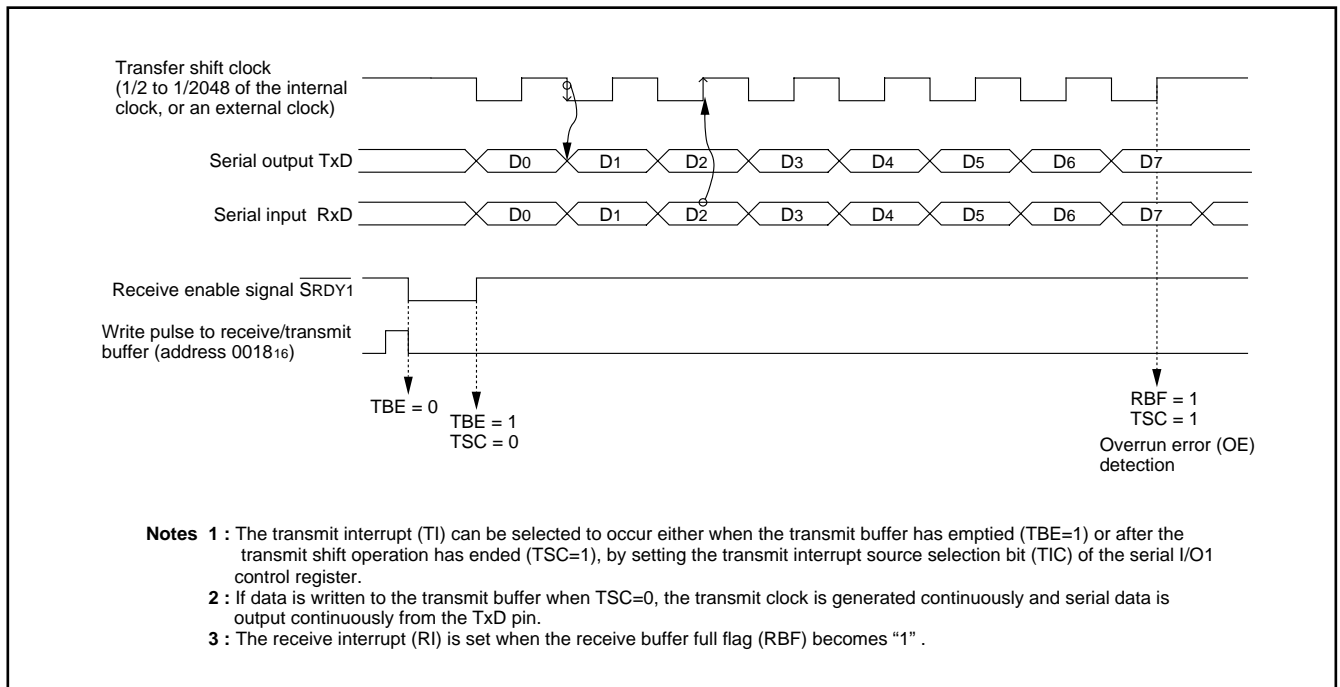 Transfer shift clock
(1/2 to 1/2048 of the internal
clock, or an external clock)
Serial output TxD
D0 D1 D2 D3 D4 D5 D6 D7
Serial input RxD
D0 D1 D2 D3 D4 D5 D6 D7
Receive enable signal SRDY1
Write pulse to receive/transmit
buffer (address 001816)
TBE = 0
TBE = 1
TSC = 0
RBF = 1
TSC = 1
Overrun error (OE)
detection
Notes 1 : The transmit interrupt (TI) can be selected to occur either when the transmit buffer has emptied (TBE=1) or after the
transmit shift operation has ended (TSC=1), by setting the transmit interrupt source selection bit (TIC) of the serial I/O1
control register.
2 : If data is written to the transmit buffer when TSC=0, the transmit clock is generated continuously and serial data is
output continuously from the TxD pin.
3 : The receive interrupt (RI) is set when the receive buffer full flag (RBF) becomes “1” .